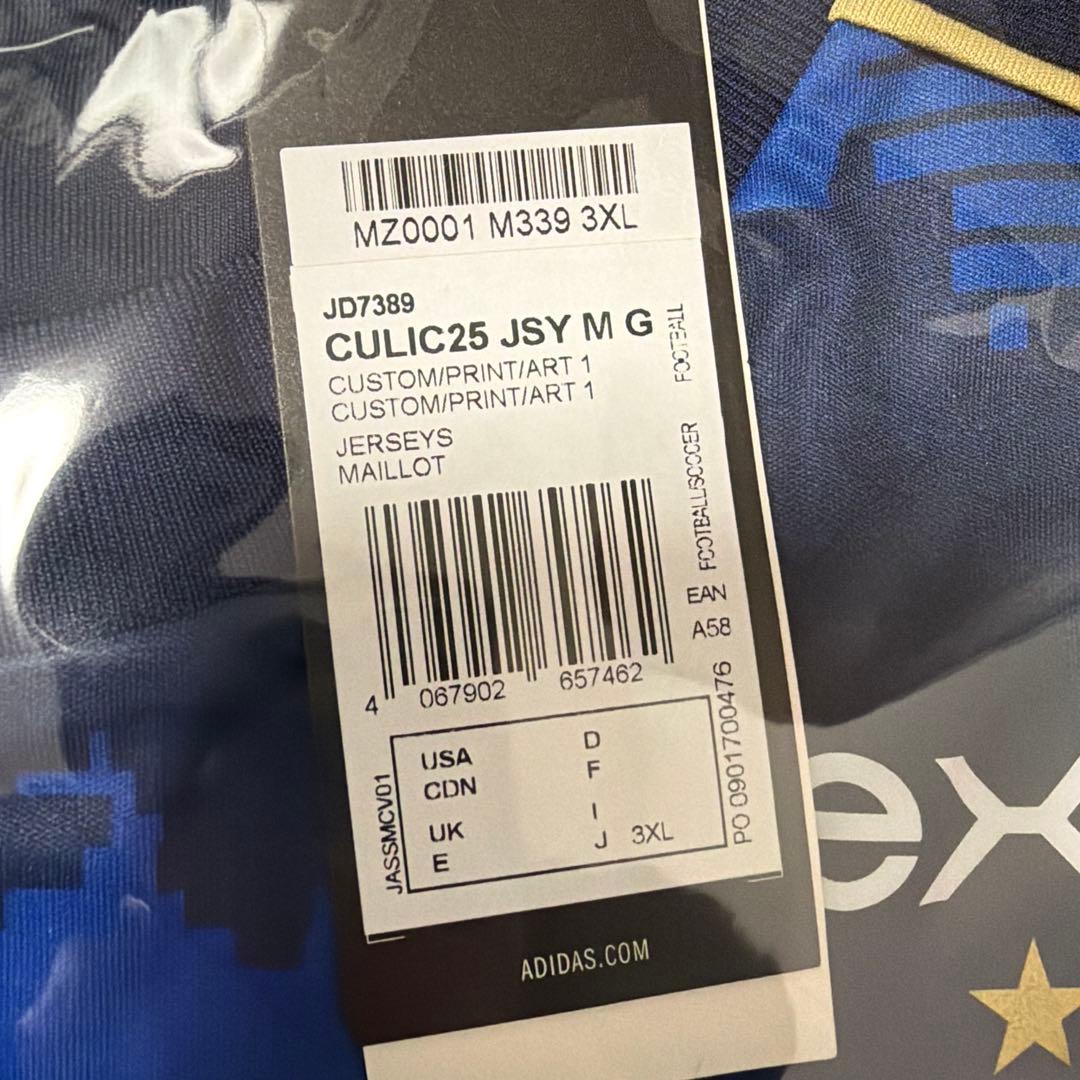 MZ0001 M339 3XL
JD7389
CULIC25 JSY M G
CUSTOM/PRINT/ART 1
CUSTOM/PRINT/ART 1
JERSEYS
MAILLOT
FOOTBALL
FOOTBALL/SOCCER
EAN
A58
4 067902 657462
PO 0901700476
JASSMCV01
USA D
CDN F
UK I
E J 3XL
ADIDAS.COM
ex